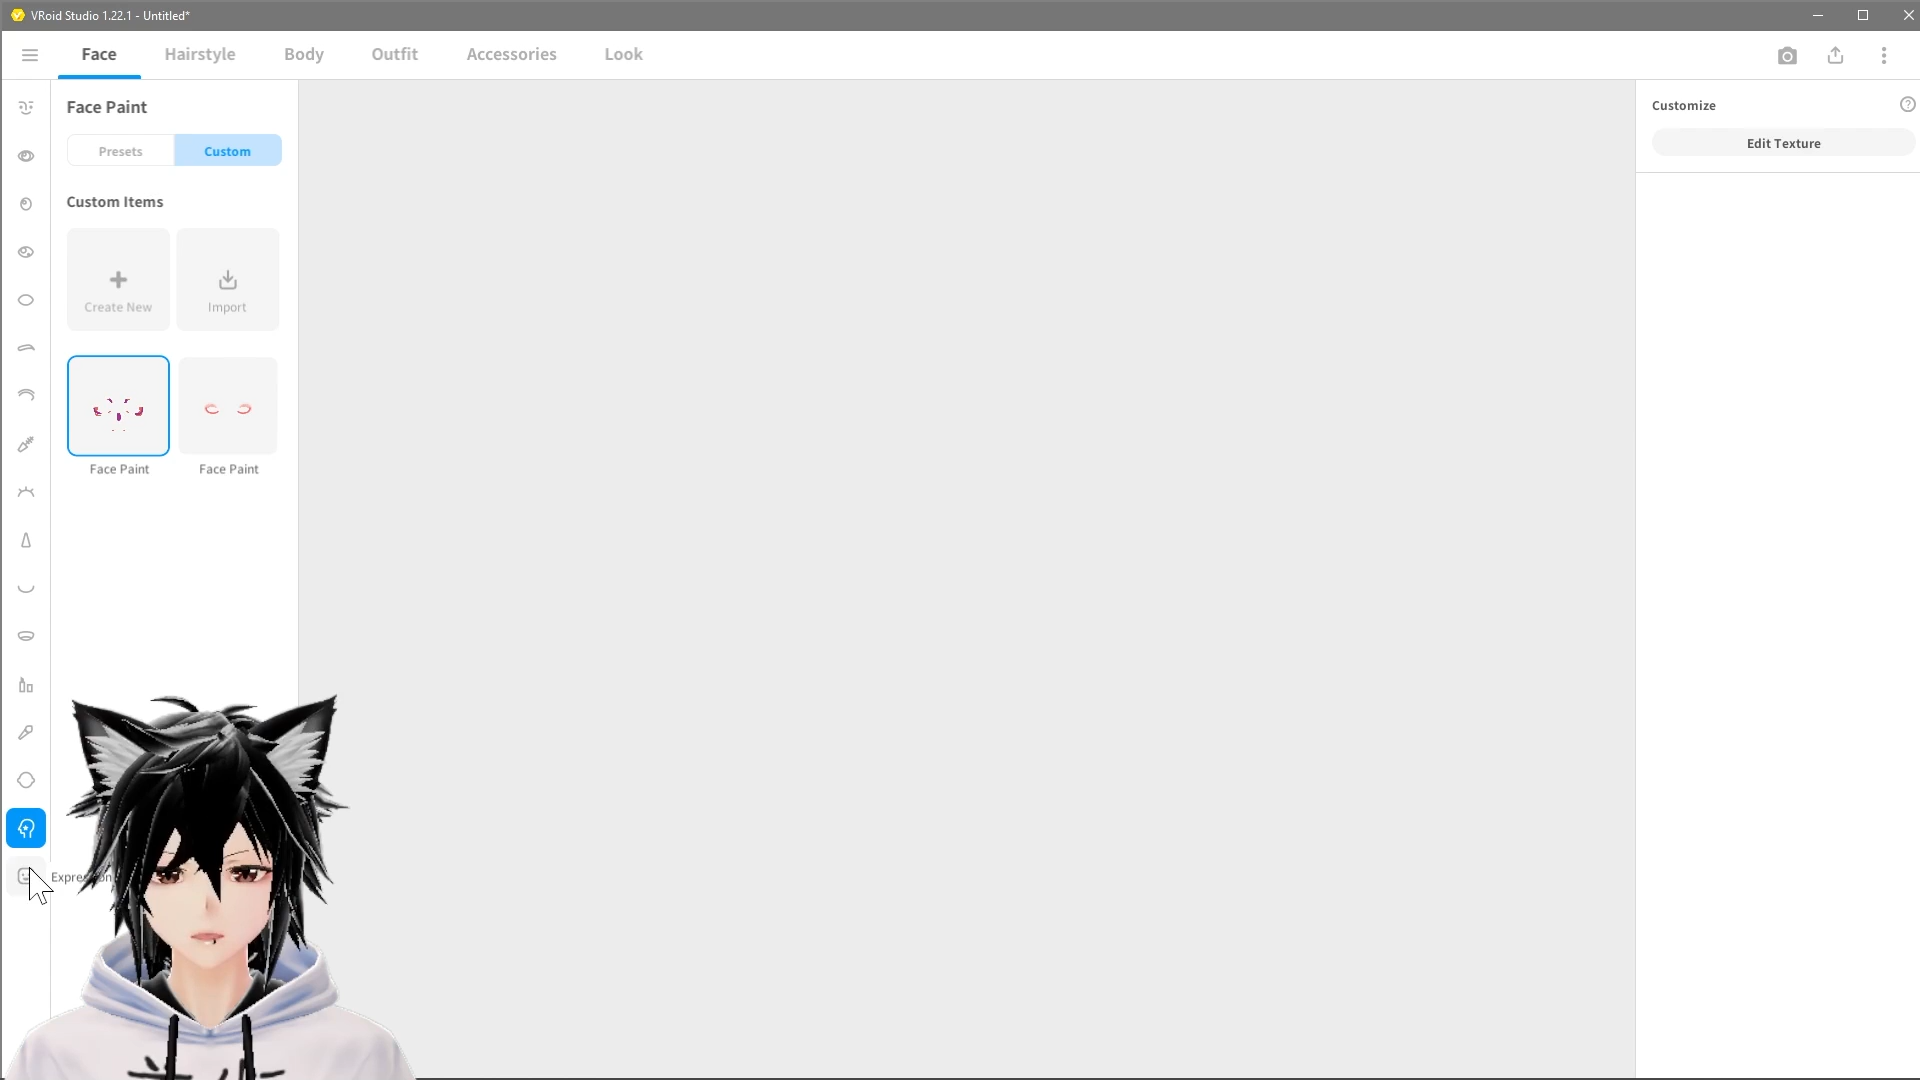 VRoid Studio 1.22.1 - Untitled*
Face
Hairstyle
Body
Outfit
Accessories
Look
Face Paint
Presets
Custom
Custom Items
Create New
Import
Face Paint
Face Paint
Customize
Edit Texture